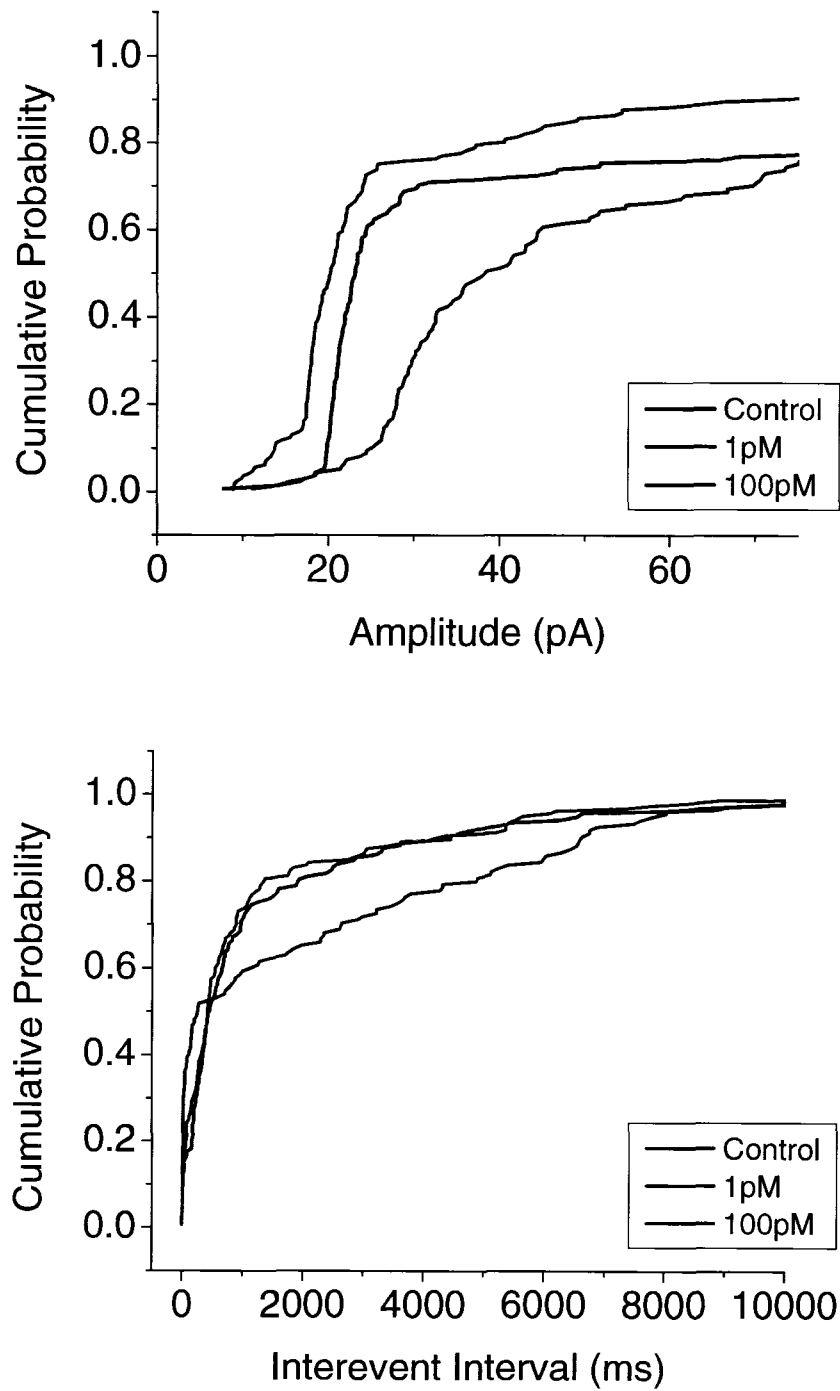 Cumulative Probability
1.0
0.8
0.6
0.4
0.2
0.0
Control
1pM
100pM
0 20 40 60
Amplitude (pA)
Cumulative Probability
1.0
0.8
0.6
0.4
0.2
0.0
Control
1pM
100pM
0 2000 4000 6000 8000 10000
Interevent Interval (ms)